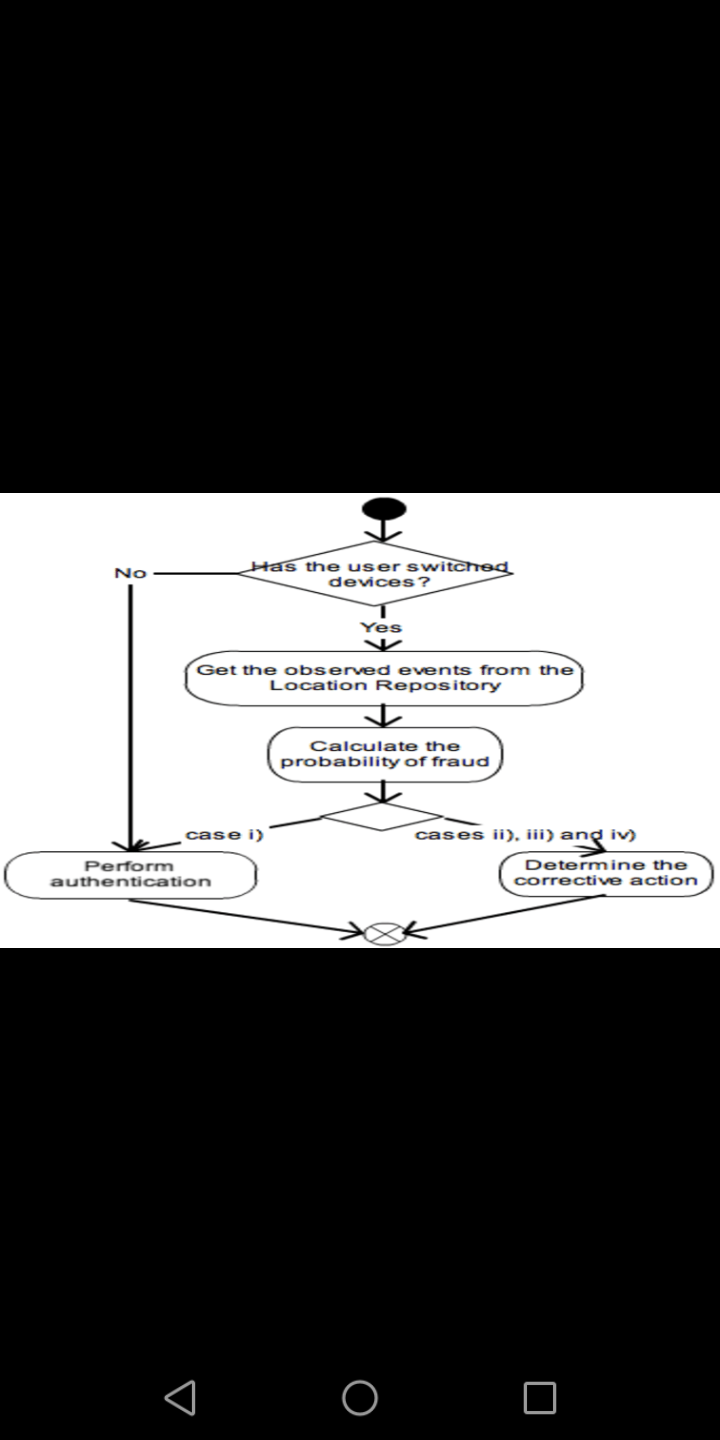 Has the user switched
devices?
No
Yes
Get the observed events from the
Location Repository
Calculate the
probability of fraud
case i)
cases ii), iii) and iv)
Perform
authentication
Determine the
corrective action